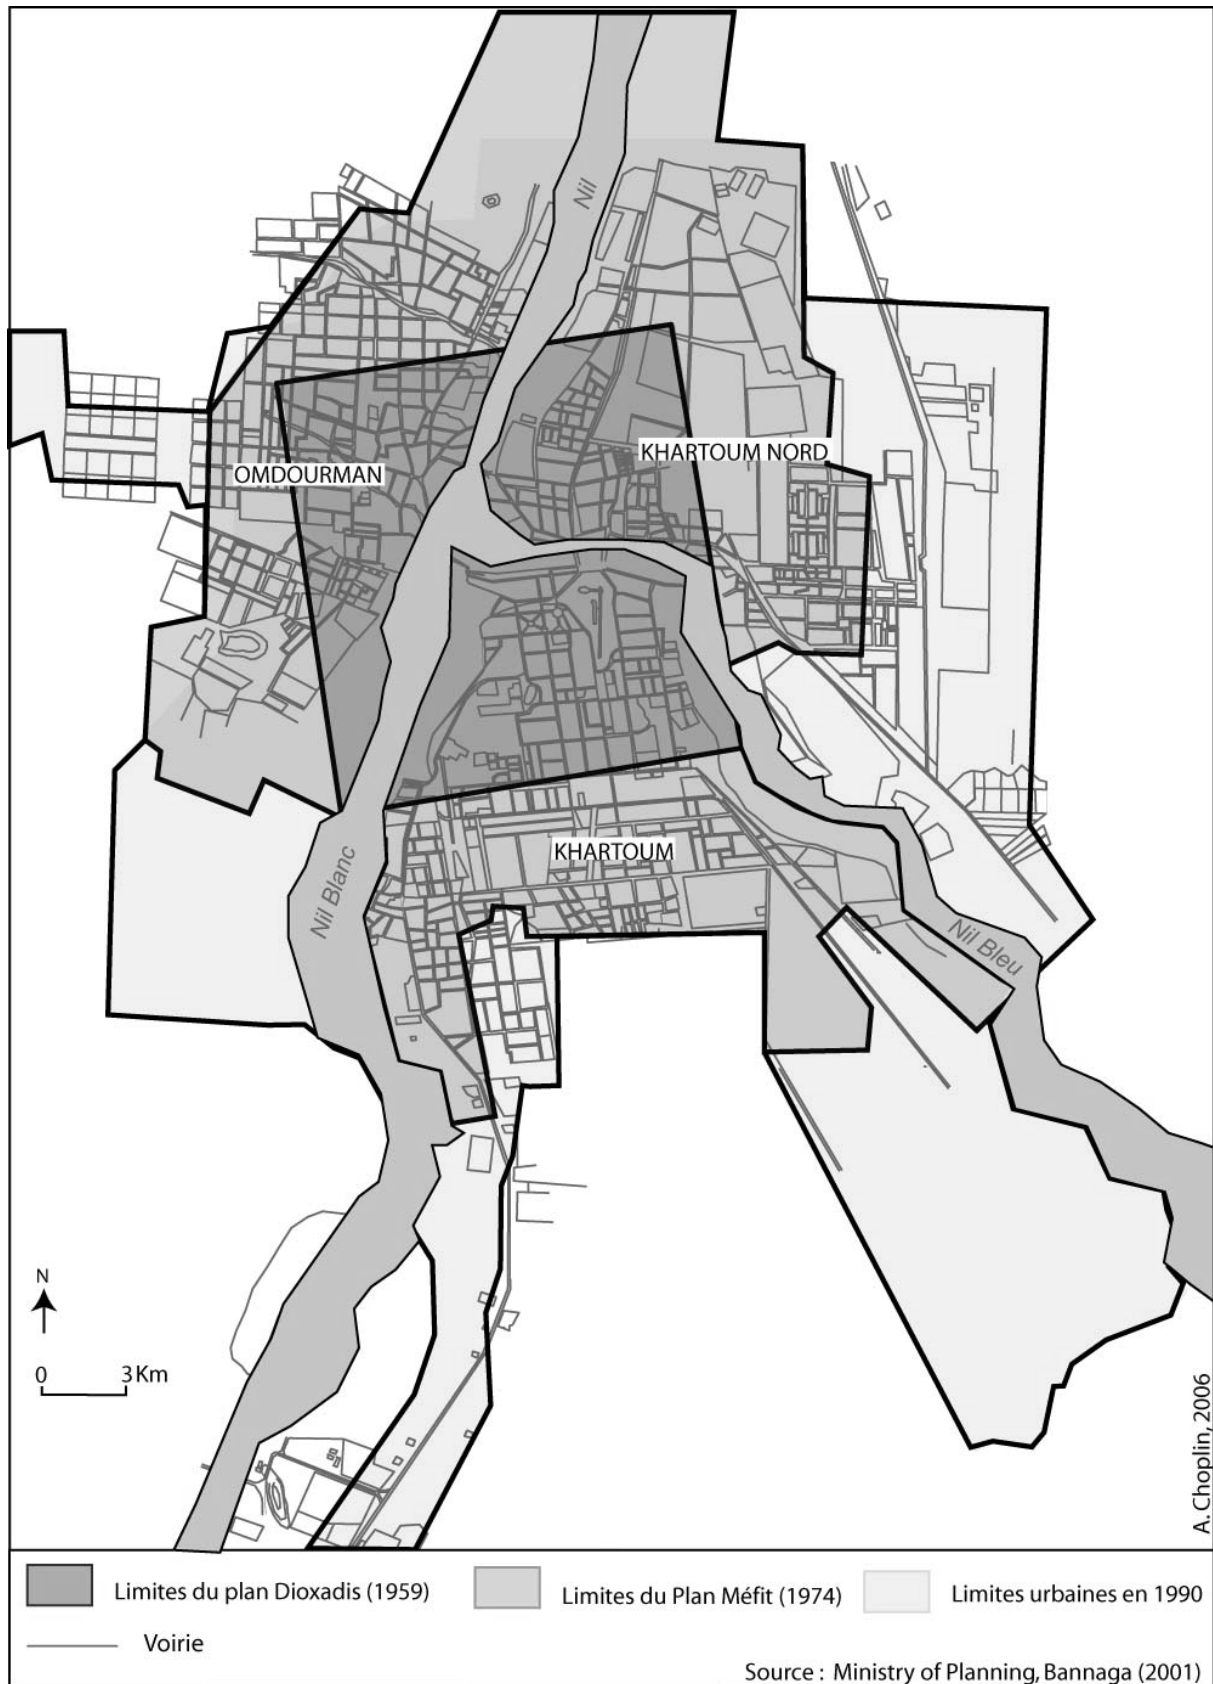 Nil
KHARTOUM NORD
OMDOURMAN
KHARTOUM
Nil Blanc
Nil Bleu
N
0 3 Km
A. Choplin, 2006
Limites du plan Dioxadis (1959)
Limites du Plan Méfit (1974)
Limites urbaines en 1990
Voirie
Source : Ministry of Planning, Bannaga (2001)